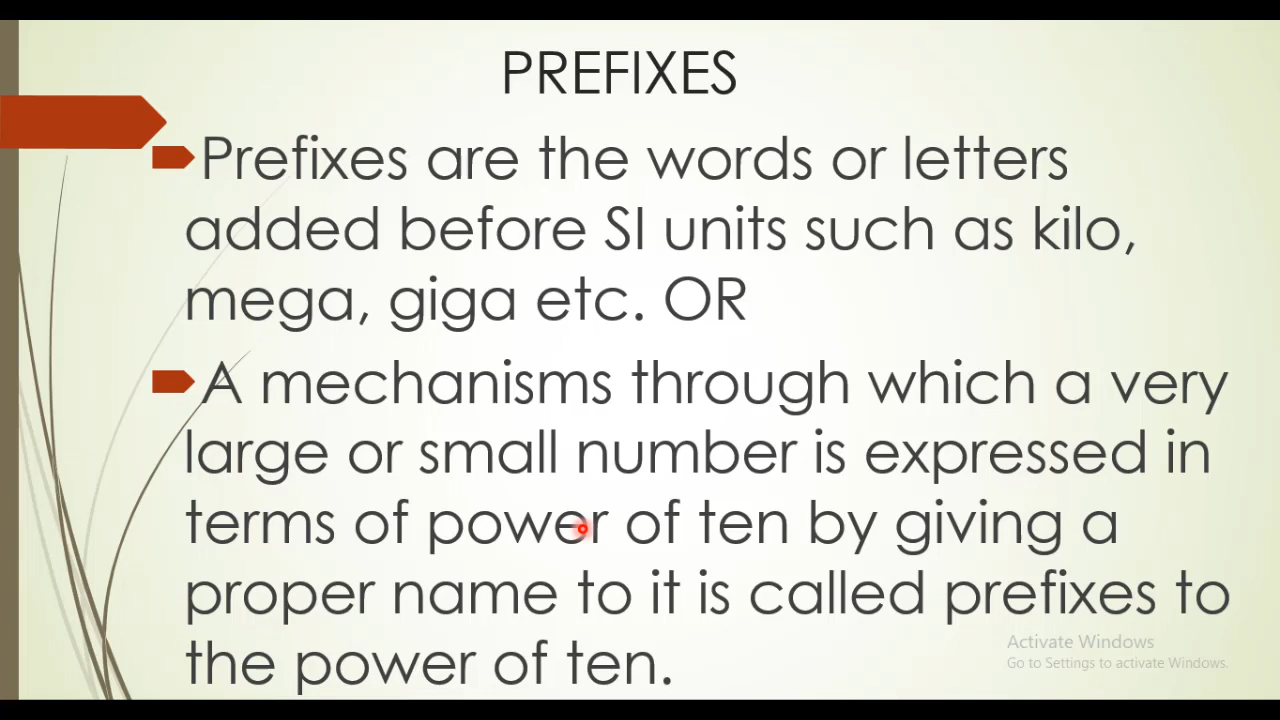 PREFIXES
Prefixes are the words or letters
added before SI units such as kilo,
mega, giga etc. OR
A mechanisms through which a very
large or small number is expressed in
terms of power of ten by giving a
proper name to it is called prefixes to
the power of ten.
Activate Windows
Go to Settings to activate Windows.